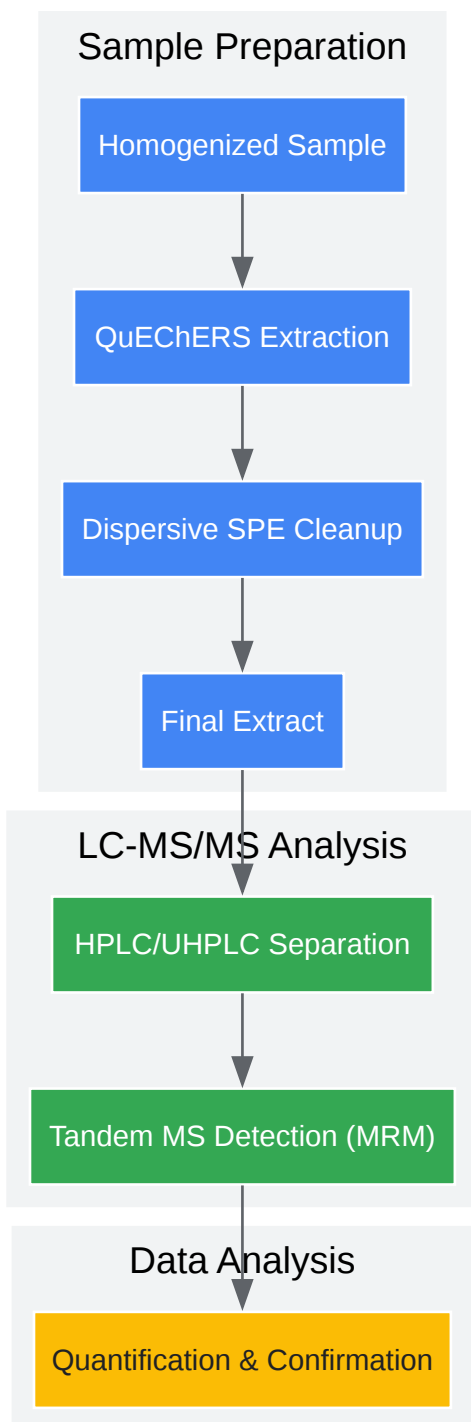 Sample Preparation
Homogenized Sample
QuEChERS Extraction
Dispersive SPE Cleanup
Final Extract
LC-MS/MS Analysis
HPLC/UHPLC Separation
Tandem MS Detection (MRM)
Data Analysis
Quantification & Confirmation